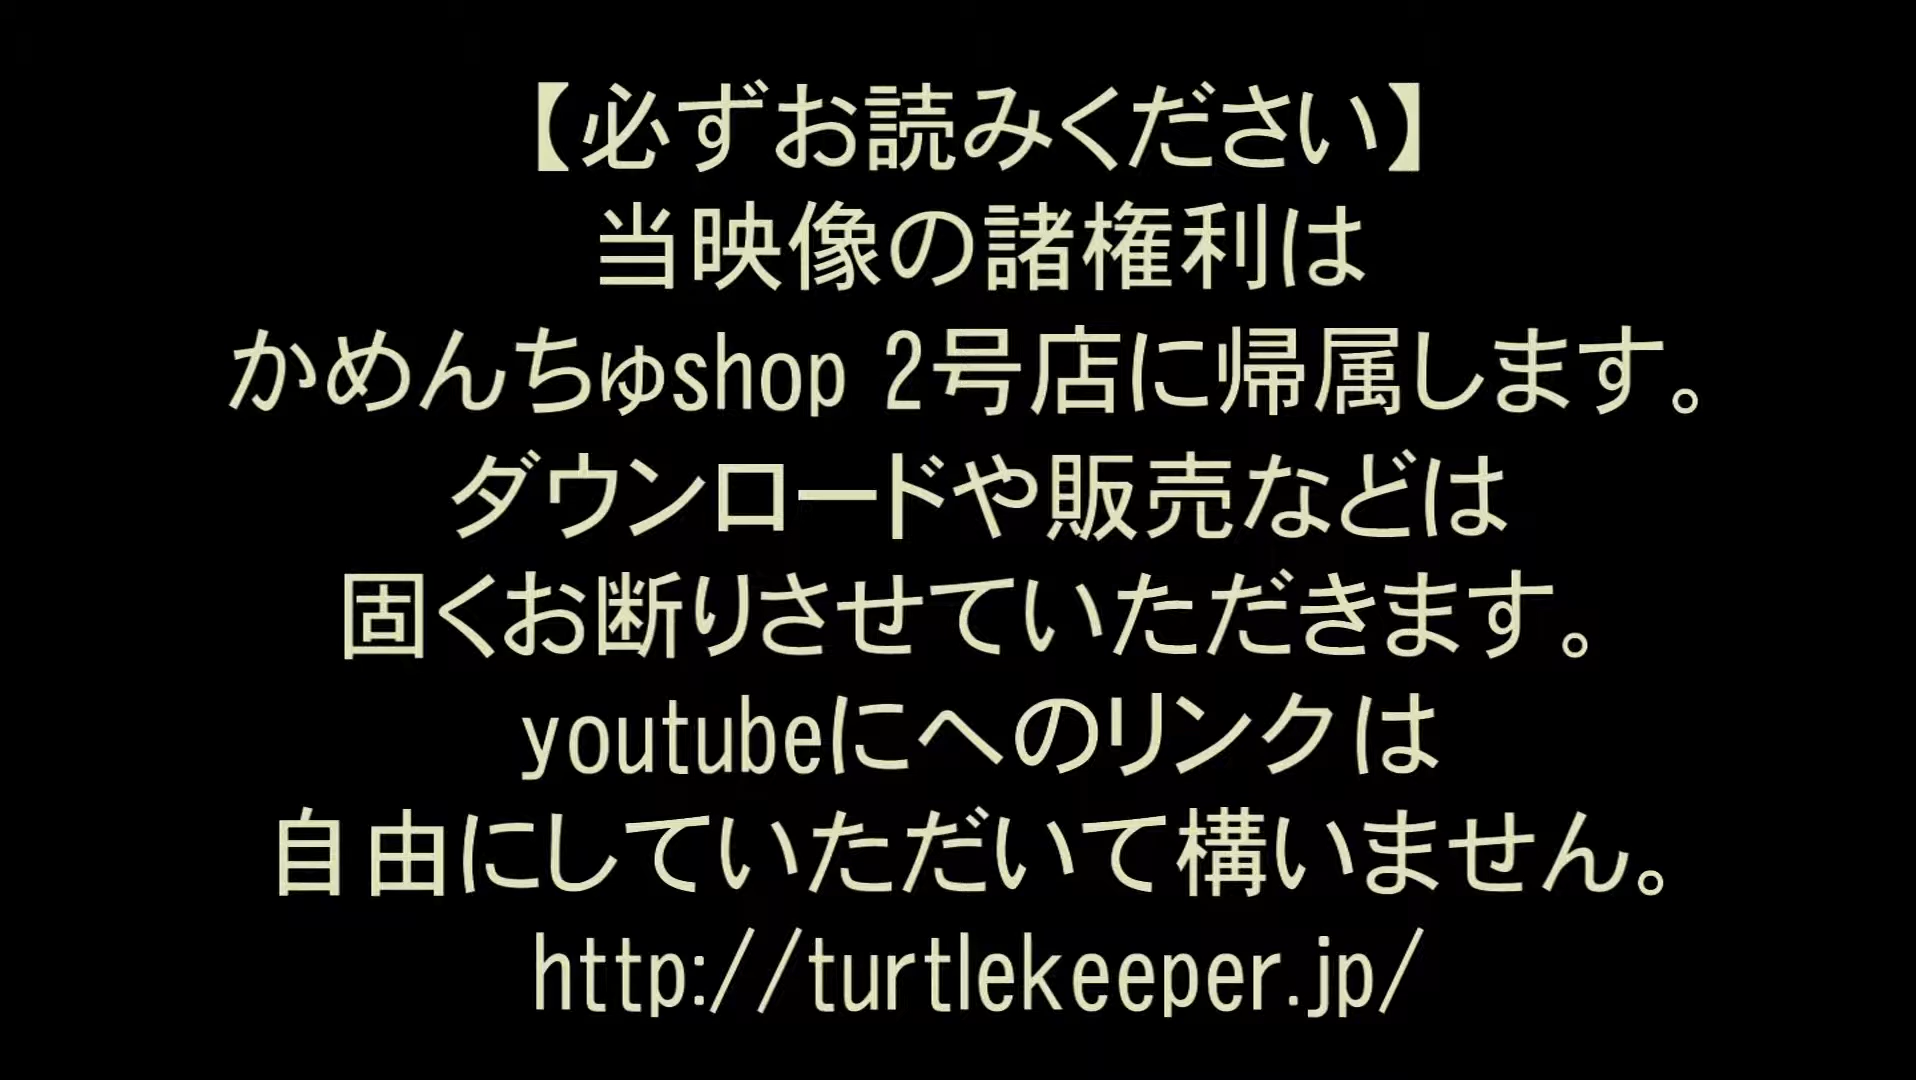 【必ずお読みください】
当映像の諸権利は
かめんちゅshop 2号店に帰属します。
ダウンロードや販売などは
固くお断りさせていただきます。
youtubeにへのリンクは
自由にしていただいて構いません。
http://turtlekeeper.jp/